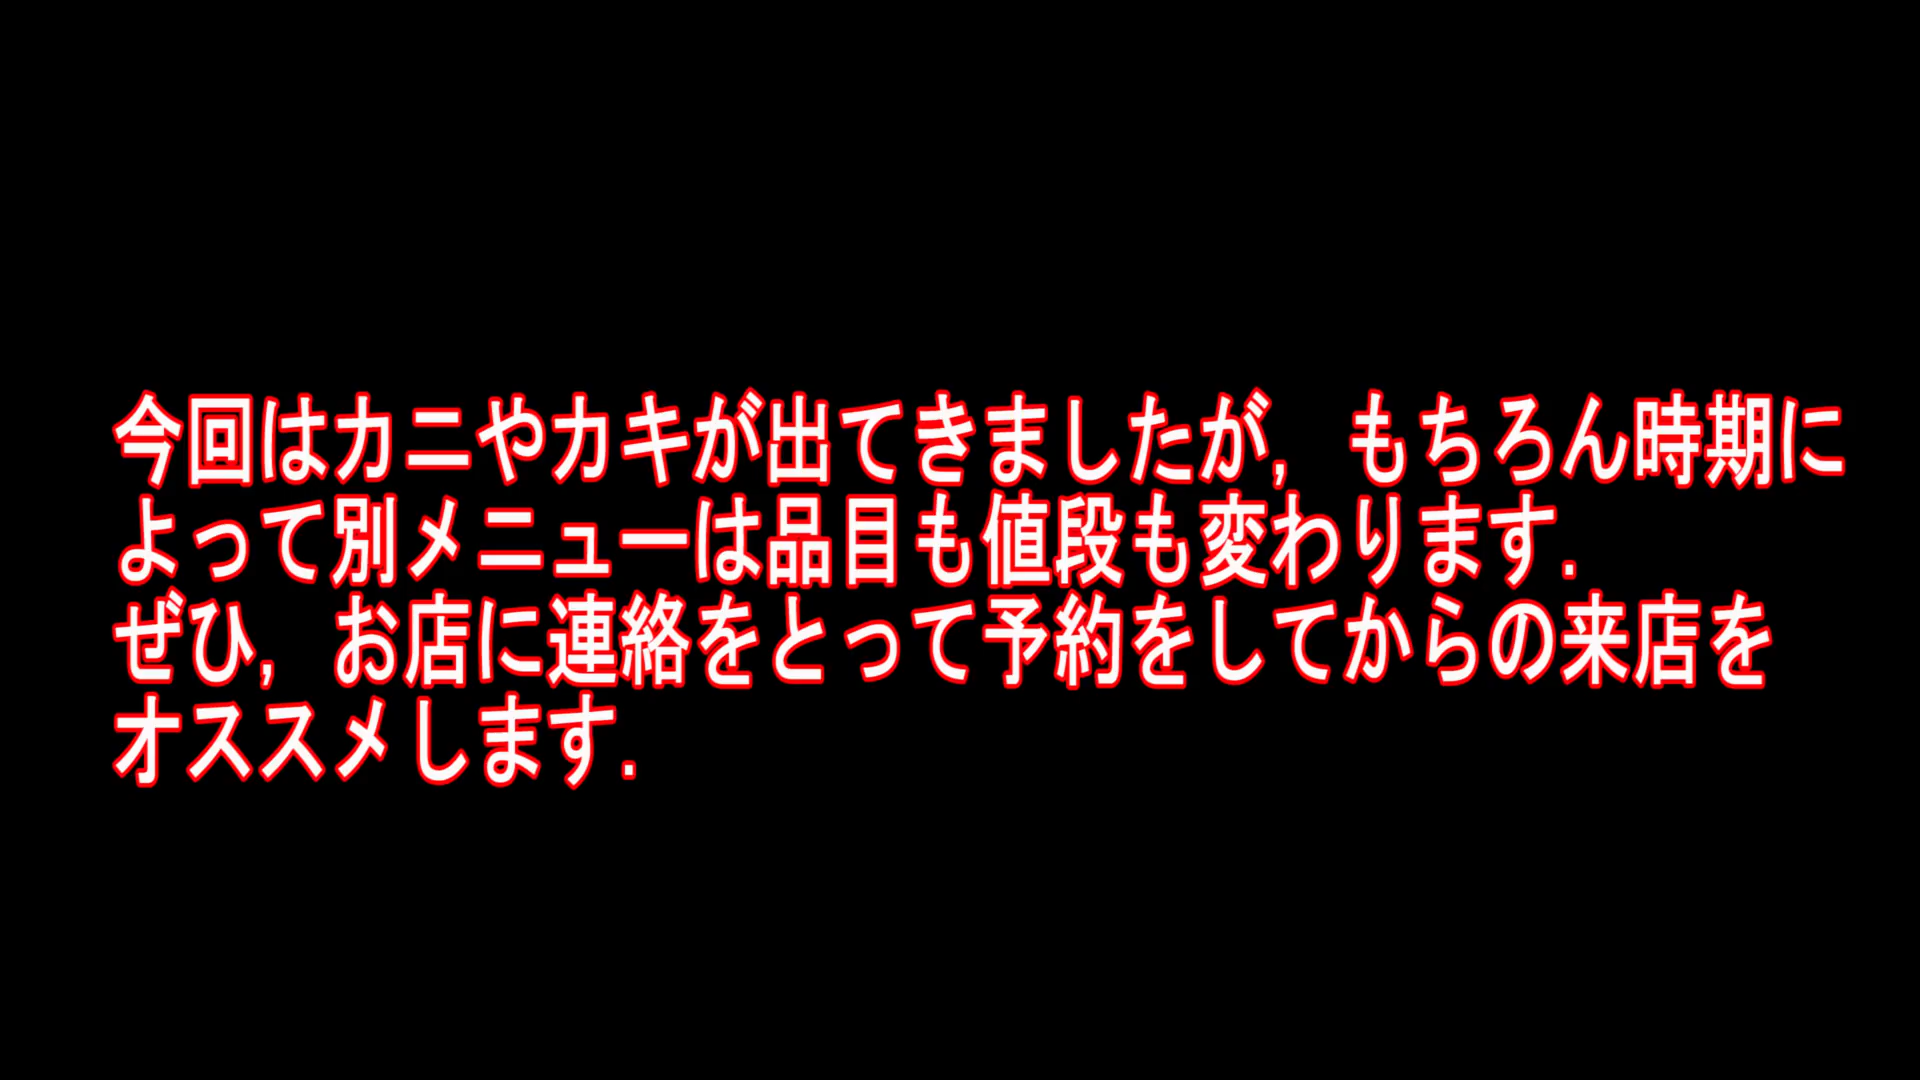 今回はカニやカキが出てきましたが，もちろん時期に
よって別メニューは品目も値段も変わります．
ぜひ，お店に連絡をとって予約をしてからの来店を
オススメします．